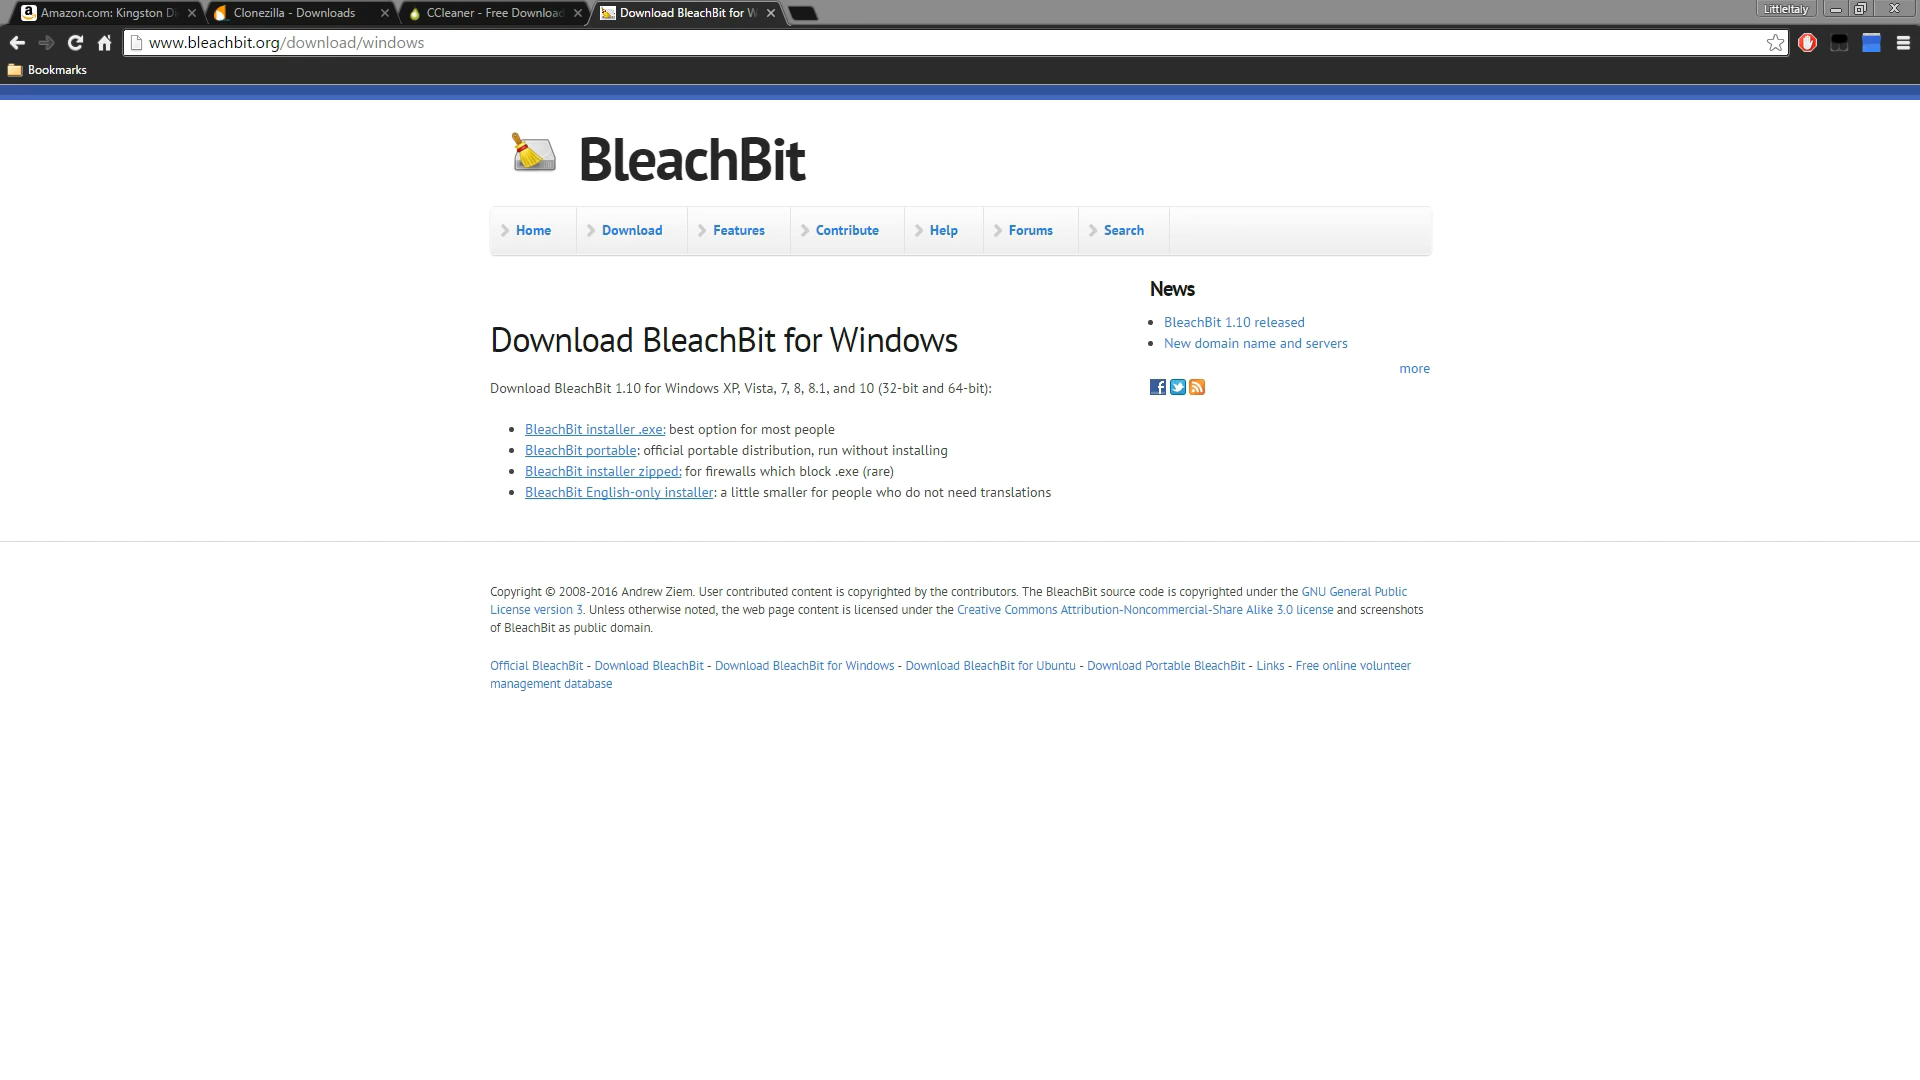 Amazon.com: Kingston Di
Clonezilla - Downloads
CCleaner - Free Download
Download BleachBit for W
LittleItaly
www.bleachbit.org/download/windows
Bookmarks
BleachBit
Home
Download
Features
Contribute
Help
Forums
Search
Download BleachBit for Windows
Download BleachBit 1.10 for Windows XP, Vista, 7, 8, 8.1, and 10 (32-bit and 64-bit):
BleachBit installer .exe: best option for most people
BleachBit portable: official portable distribution, run without installing
BleachBit installer zipped: for firewalls which block .exe (rare)
BleachBit English-only installer: a little smaller for people who do not need translations
News
BleachBit 1.10 released
New domain name and servers
more
Copyright © 2008-2016 Andrew Ziem. User contributed content is copyrighted by the contributors. The BleachBit source code is copyrighted under the GNU General Public
License version 3. Unless otherwise noted, the web page content is licensed under the Creative Commons Attribution-Noncommercial-Share Alike 3.0 license and screenshots
of BleachBit as public domain.
Official BleachBit - Download BleachBit - Download BleachBit for Windows - Download BleachBit for Ubuntu - Download Portable BleachBit - Links - Free online volunteer
management database